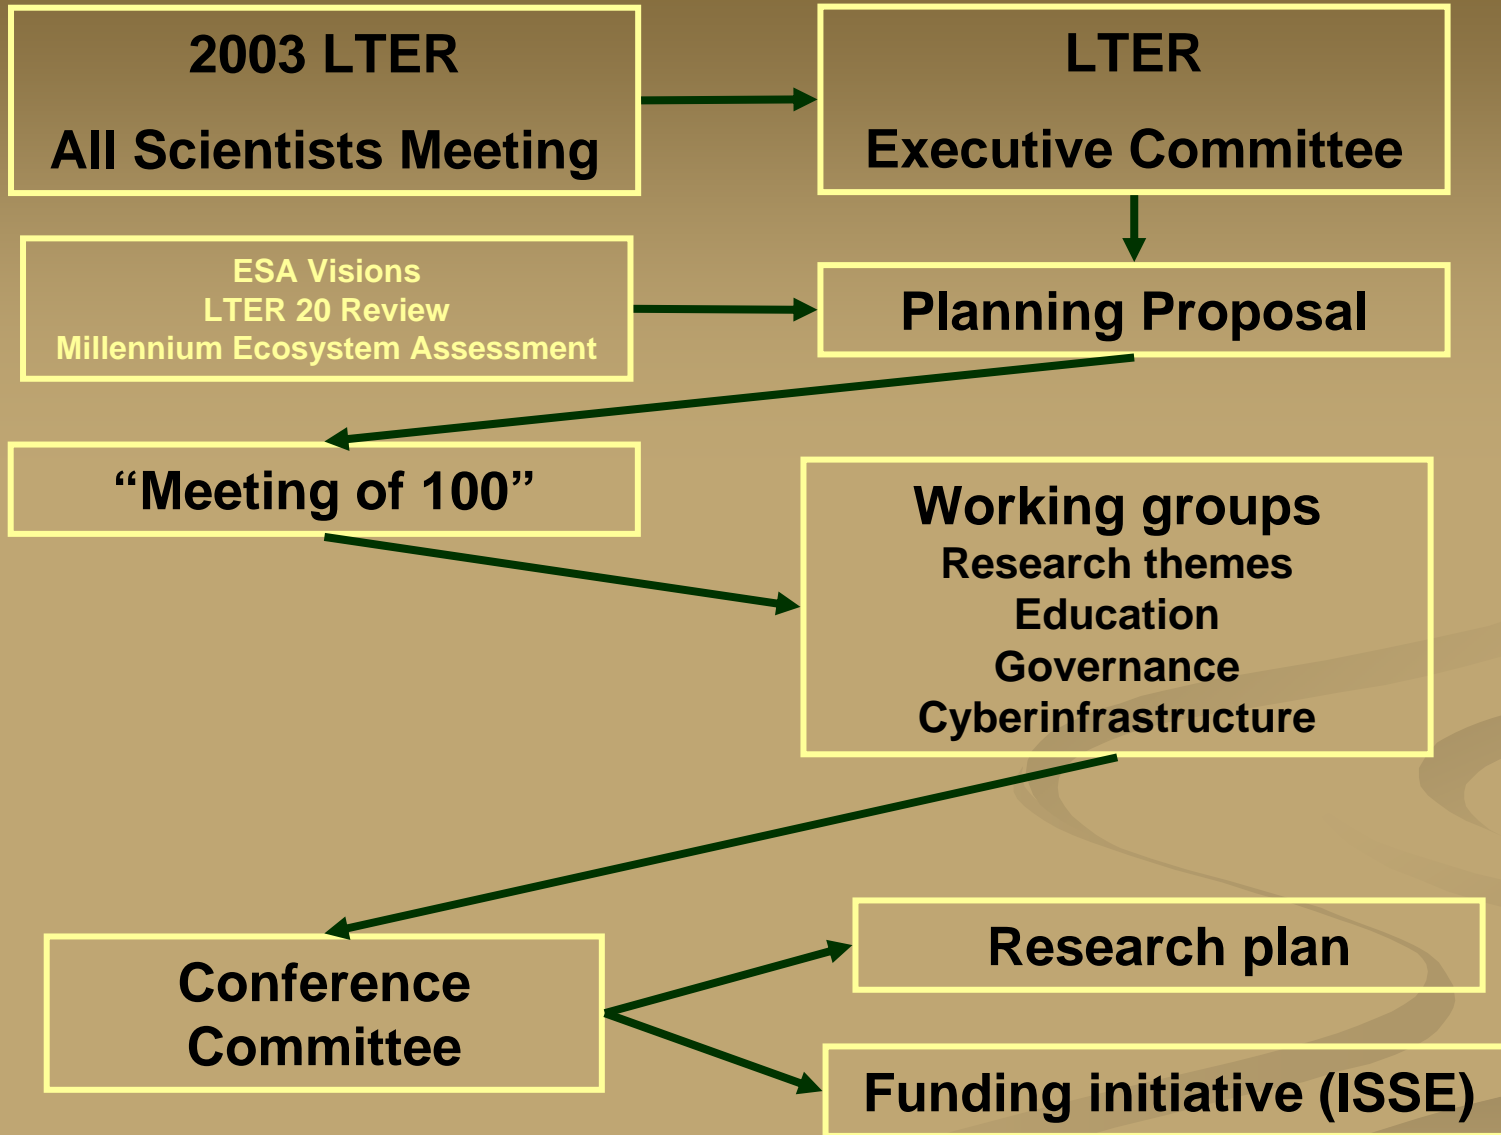 2003 LTER
All Scientists Meeting
LTER
Executive Committee
ESA Visions
LTER 20 Review
Millennium Ecosystem Assessment
Planning Proposal
“Meeting of 100”
Working groups
Research themes
Education
Governance
Cyberinfrastructure
Conference
Committee
Research plan
Funding initiative (ISSE)